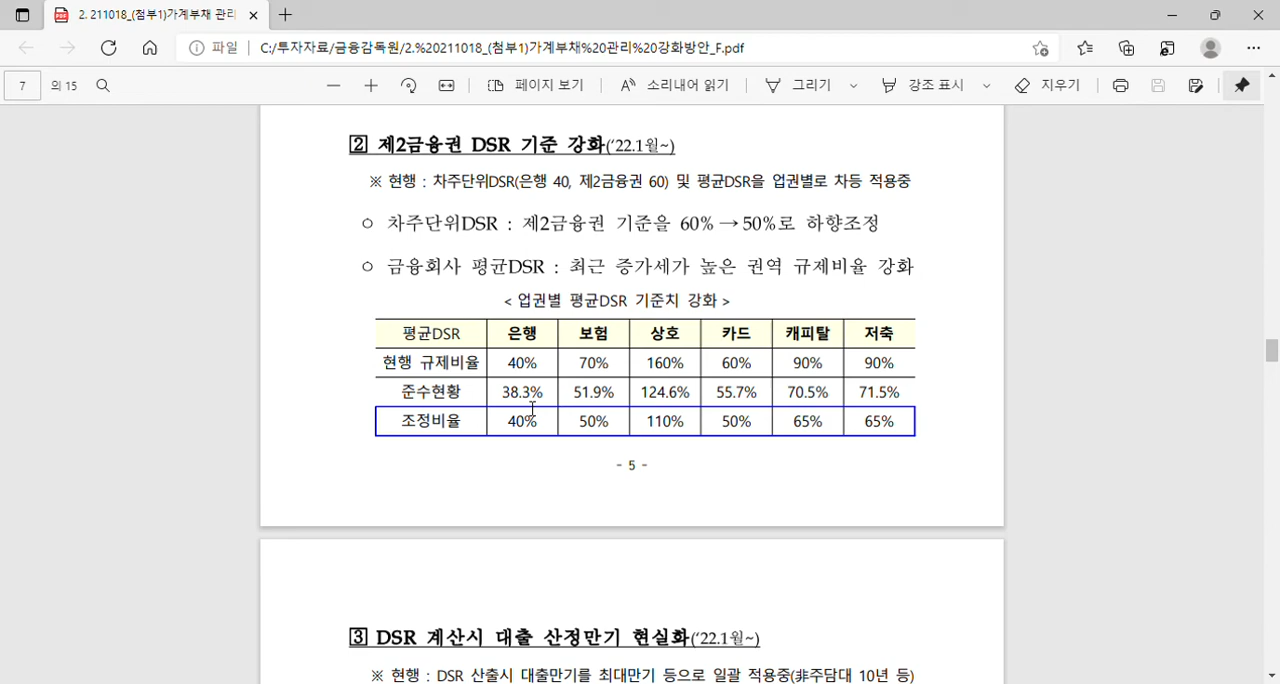 2. 211018_(첨부1)가계부채 관리
파일 C:/투자자료/금융감독원/2.%20211018_(첨부1)가계부채%20관리%20강화방안_F.pdf
7 의 15 페이지 보기 소리내어 읽기 그리기 강조 표시 지우기
② 제2금융권 DSR 기준 강화(‘22.1월~)
※ 현행 : 차주단위DSR(은행 40, 제2금융권 60) 및 평균DSR을 업권별로 차등 적용중
○ 차주단위DSR : 제2금융권 기준을 60% → 50%로 하향조정
○ 금융회사 평균DSR : 최근 증가세가 높은 권역 규제비율 강화
< 업권별 평균DSR 기준치 강화 >
평균DSR 은행 보험 상호 카드 캐피탈 저축
현행 규제비율 40% 70% 160% 60% 90% 90%
준수현황 38.3% 51.9% 124.6% 55.7% 70.5% 71.5%
조정비율 40% 50% 110% 50% 65% 65%
- 5 -
③ DSR 계산시 대출 산정만기 현실화(‘22.1월~)
※ 현행 : DSR 산출시 대출만기를 최대만기 등으로 일괄 적용중(非주담대 10년 등)